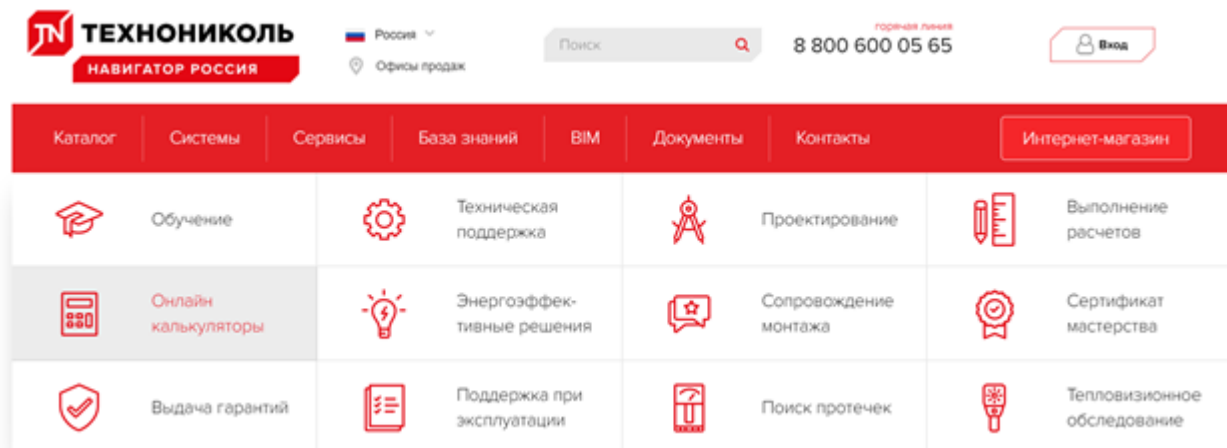 ТЕХНОНИКОЛЬ
НАВИГАТОР РОССИЯ
Россия
Офисы продаж
Поиск
горячая линия
8 800 600 05 65
Вход
Каталог
Системы
Сервисы
База знаний
BIM
Документы
Контакты
Интернет-магазин
Обучение
Техническая
поддержка
Проектирование
Выполнение
расчетов
Онлайн
калькуляторы
Энергоэффек-
тивные решения
Сопровождение
монтажа
Сертификат
мастерства
Выдача гарантий
Поддержка при
эксплуатации
Поиск протечек
Тепловизионное
обследование